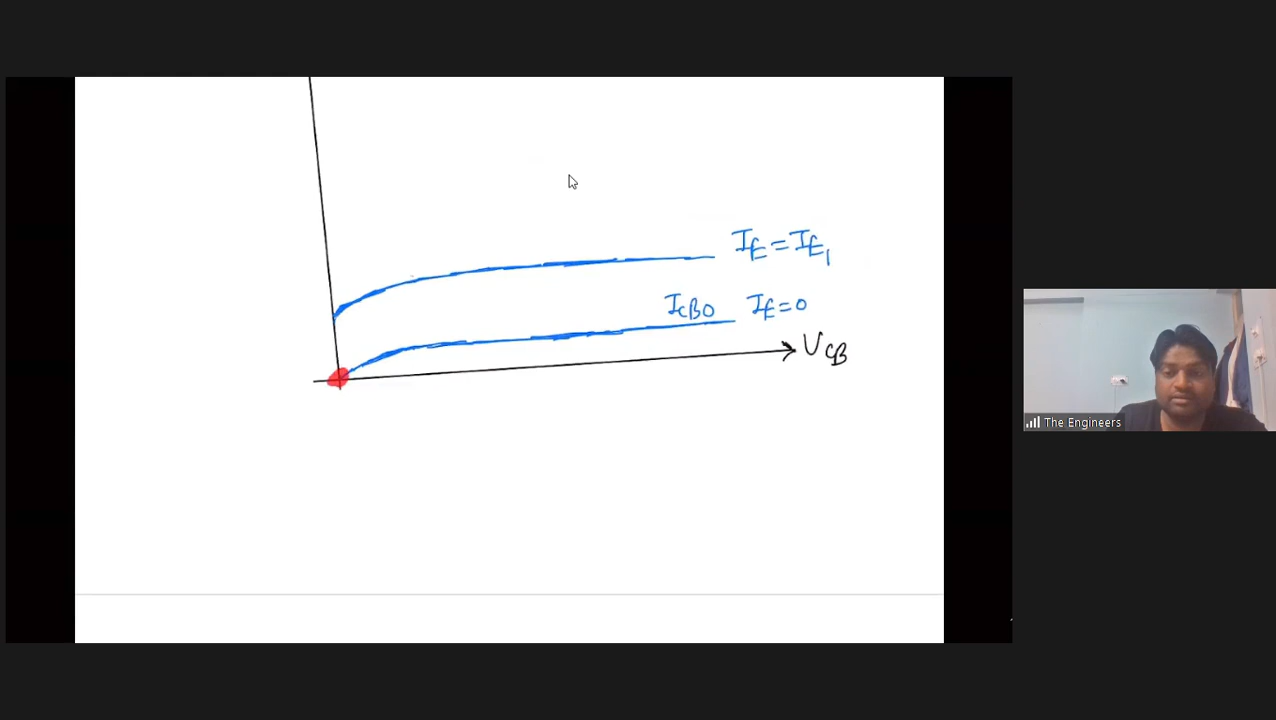 IE = IE1
ICBO IE = 0
VCB
The Engineers